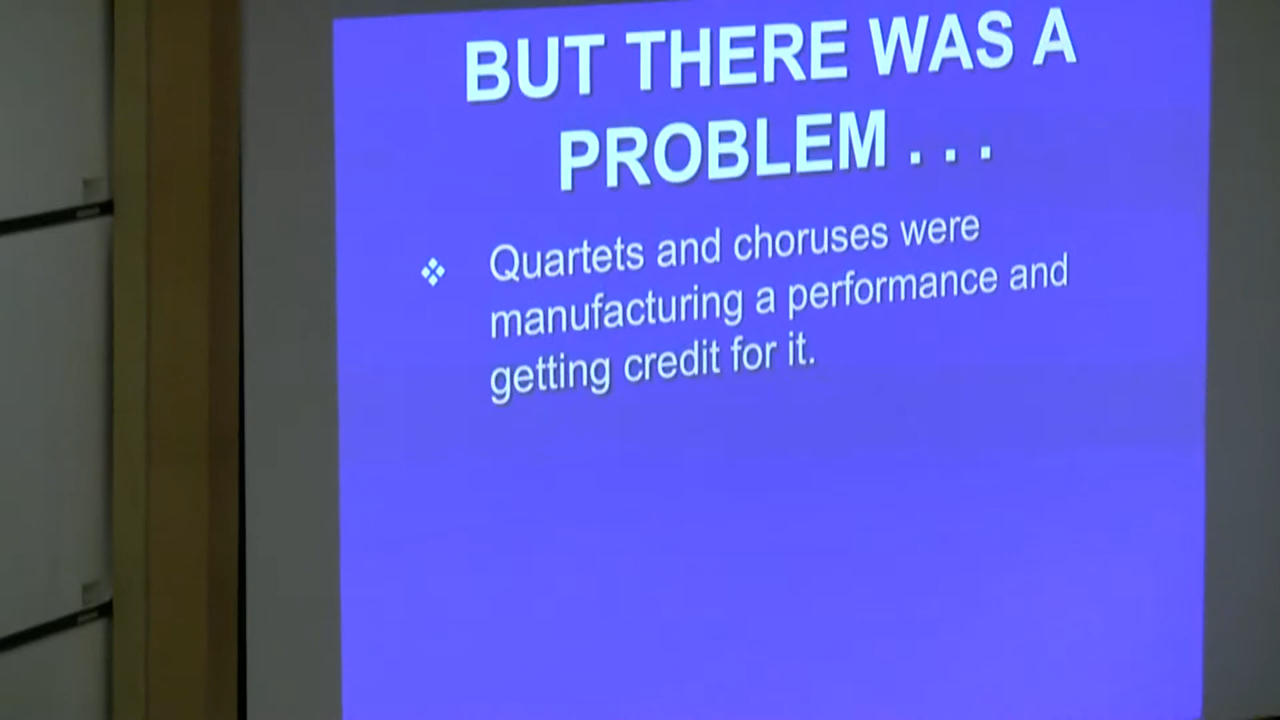 BUT THERE WAS A
PROBLEM . . .
❖ Quartets and choruses were
manufacturing a performance and
getting credit for it.